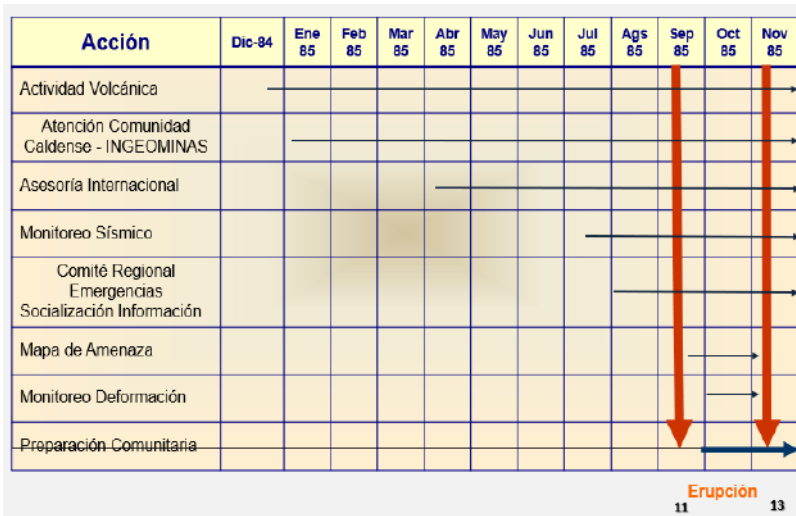 Acción Dic-84 Ene 85 Feb 85 Mar 85 Abr 85 May 85 Jun 85 Jul 85 Ags 85 Sep 85 Oct 85 Nov 85
Actividad Volcánica
Atención Comunidad
Caldense - INGEOMINAS
Asesoría Internacional
Monitoreo Sísmico
Comité Regional
Emergencias
Socialización Información
Mapa de Amenaza
Monitoreo Deformación
Preparación Comunitaria
Erupción
11 13